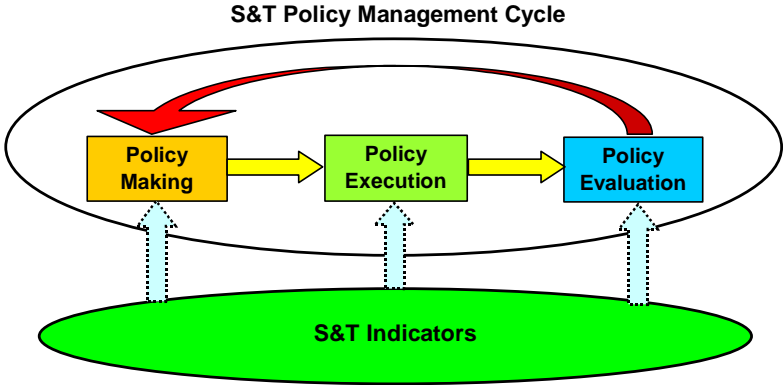 S&T Policy Management Cycle
Policy
Making
Policy
Execution
Policy
Evaluation
S&T Indicators